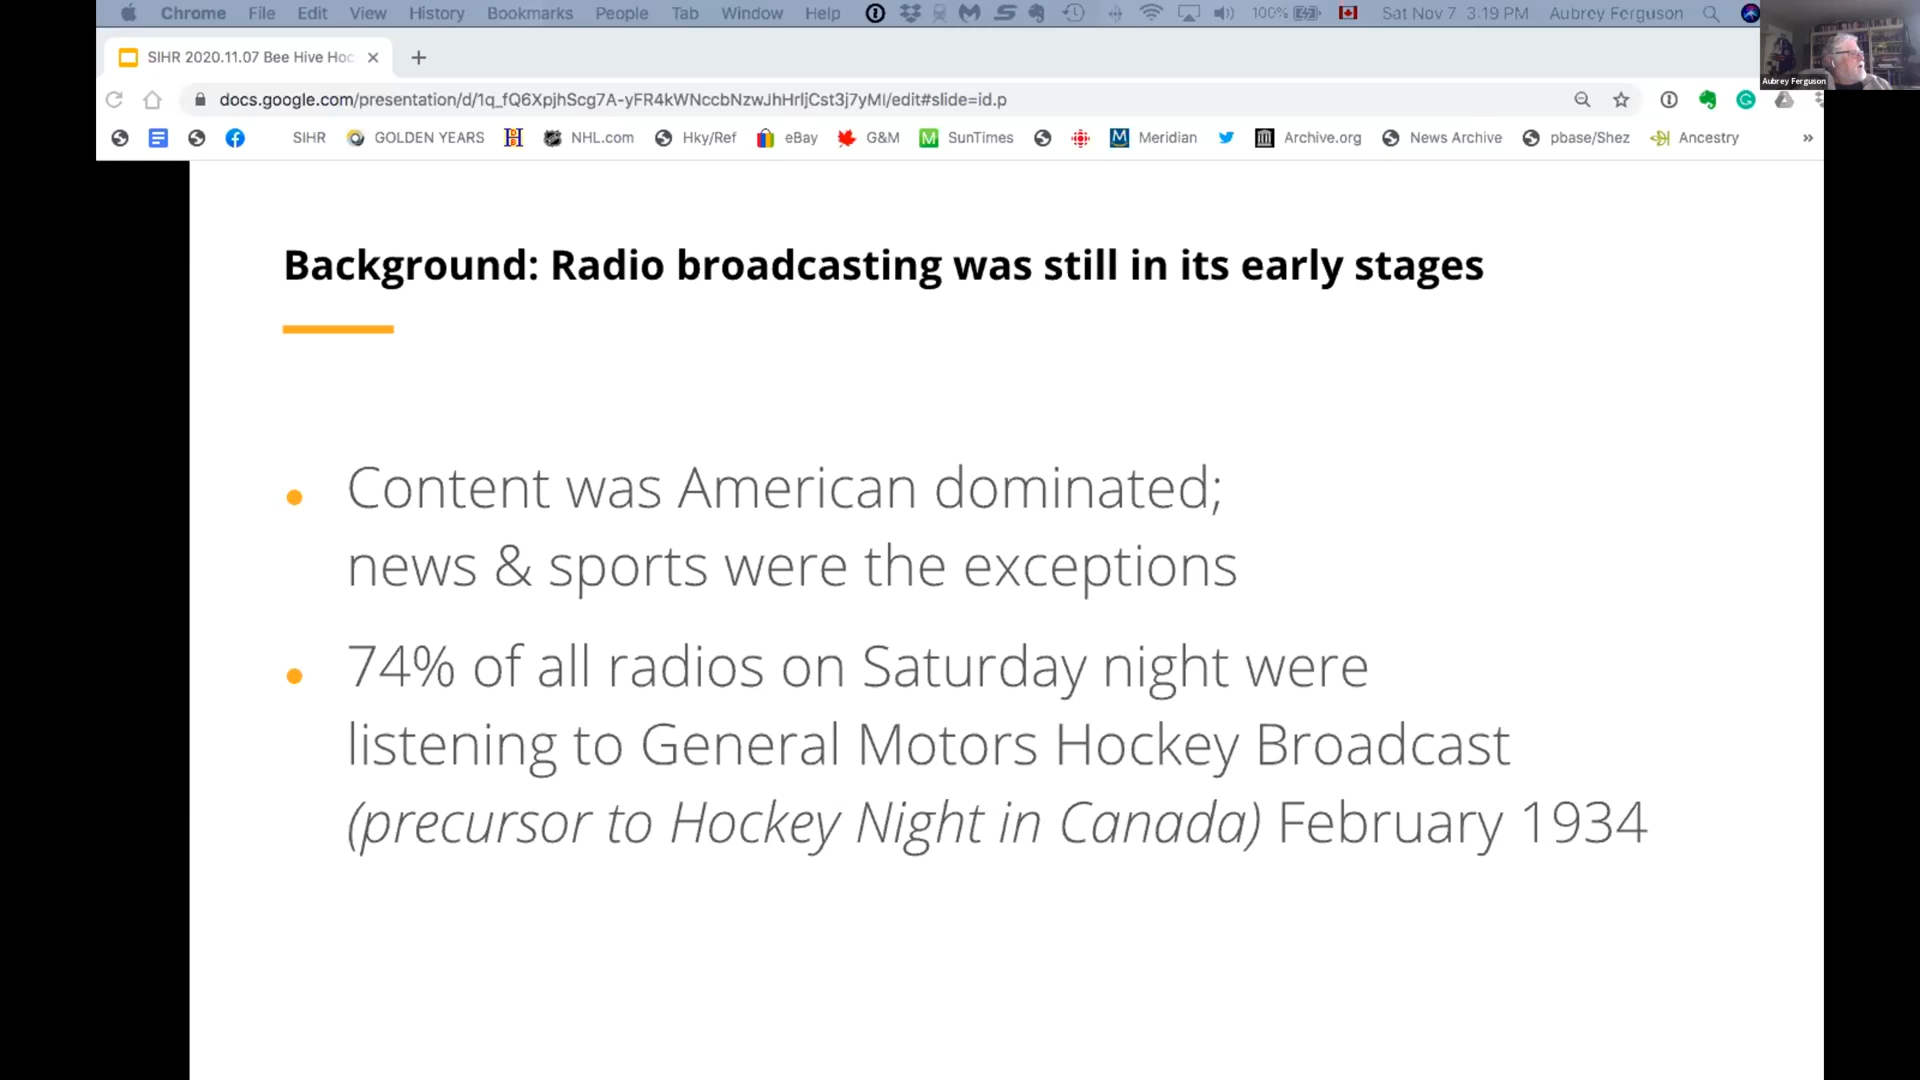 Chrome File Edit View History Bookmarks People Tab Window Help 100% Sat Nov 7 3:19 PM Aubrey Ferguson
Aubrey Ferguson
SIHR 2020.11.07 Bee Hive Hoc
docs.google.com/presentation/d/1q_fQ6XpjhScg7A-yFR4kWNccbNzwJhHrljCst3j7yMI/edit#slide=id.p
SIHR GOLDEN YEARS NHL.com Hky/Ref eBay G&M SunTimes Meridian Archive.org News Archive pbase/Shez Ancestry »
Background: Radio broadcasting was still in its early stages
• Content was American dominated;
news & sports were the exceptions
• 74% of all radios on Saturday night were
listening to General Motors Hockey Broadcast
(precursor to Hockey Night in Canada) February 1934